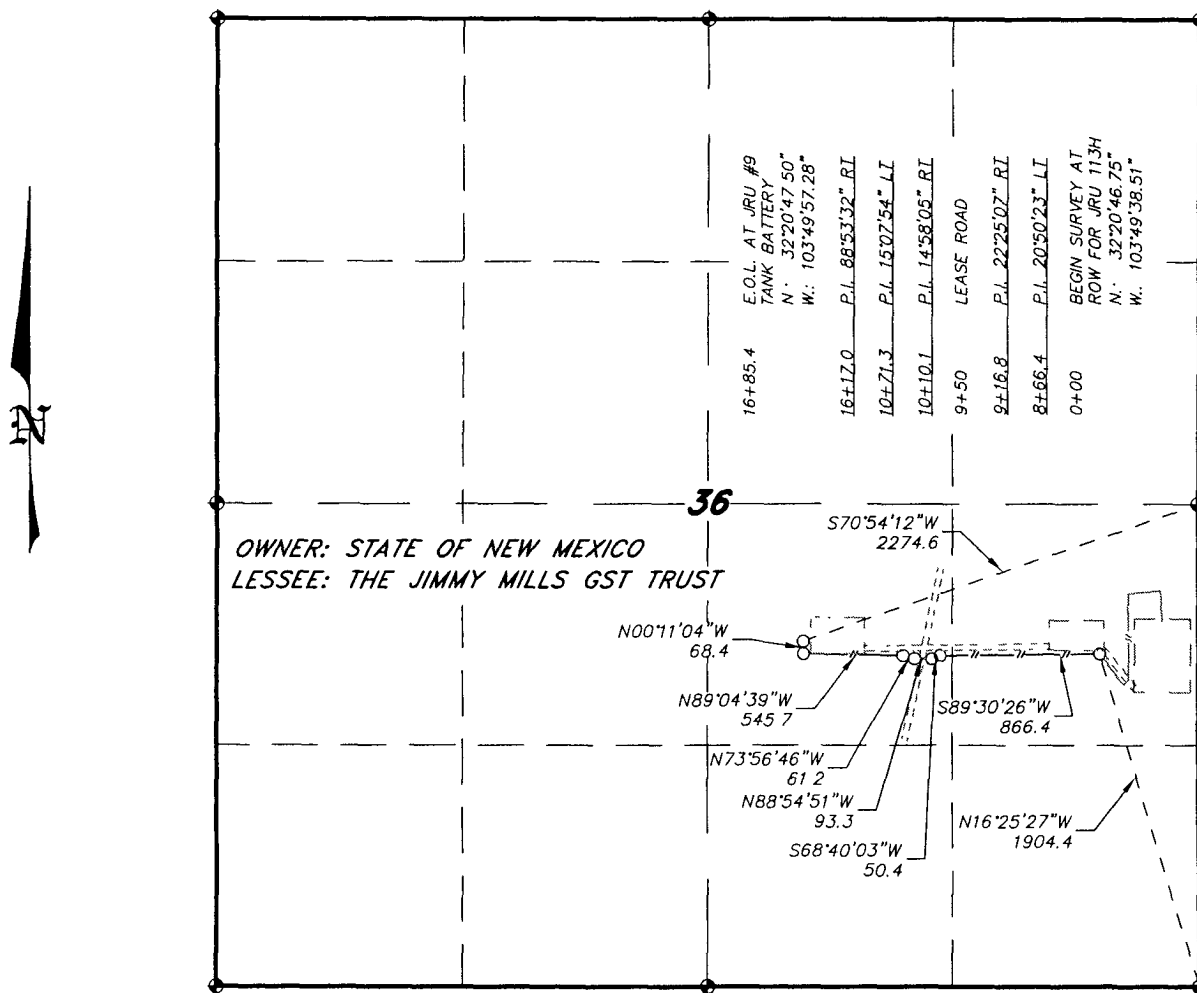 16+85.4 E.O.L. AT JRU #9
TANK BATTERY
N· 32°20'47 50"
W.: 103°49'57.28"
16+17.0 P.I. 88°53'32" RT
10+71.3 P.I. 15°07'54" LT
10+10.1 P.I. 14°58'05" RT
9+50 LEASE ROAD
9+16.8 P.I. 22°25'07" RT
8+66.4 P.I. 20°50'23" LT
0+00 BEGIN SURVEY AT
ROW FOR JRU 113H
N.· 32°20'46.75"
W.. 103°49'38.51"
N
36
OWNER: STATE OF NEW MEXICO
LESSEE: THE JIMMY MILLS GST TRUST
S70°54'12"W
2274.6
N00°11'04"W
68.4
N89°04'39"W
545 7
S89°30'26"W
866.4
N73°56'46"W
61 2
N88°54'51"W
93.3
S68°40'03"W
50.4
N16°25'27"W
1904.4